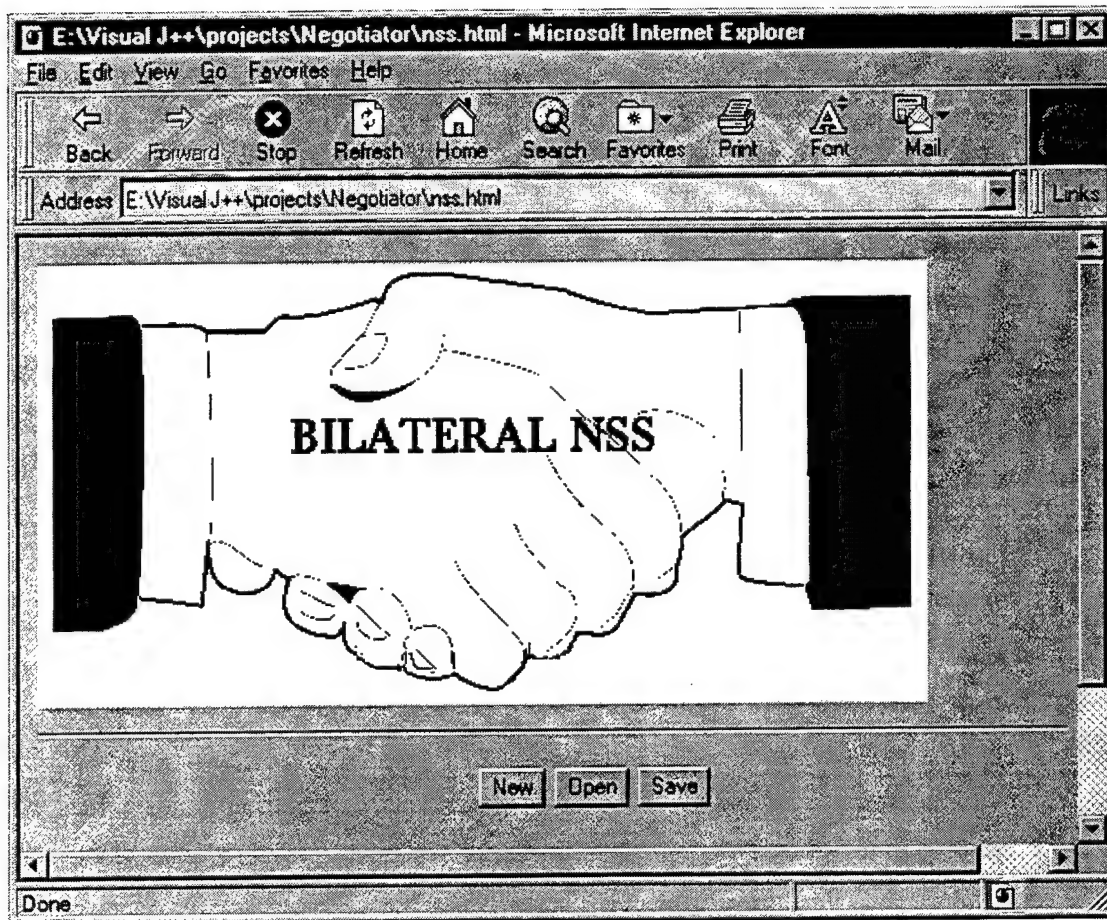 E:\Visual J++\projects\Negotiator\nss.html - Microsoft Internet Explorer
File Edit View Go Favorites Help
Back Forward Stop Refresh Home Search Favorites Print Font Mail
Address E:\Visual J++\projects\Negotiator\nss.html Links
BILATERAL NSS
New Open Save
Done